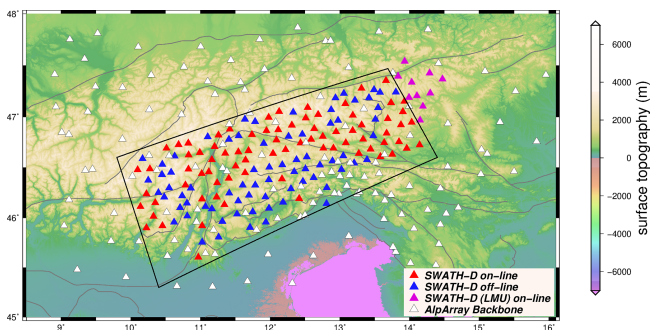 48˚
47˚
46˚
45˚
9˚ 10˚ 11˚ 12˚ 13˚ 14˚ 15˚ 16˚
SWATH−D on−line
SWATH−D off−line
SWATH−D (LMU) on−line
AlpArray Backbone
6000
4000
2000
0
−2000
−4000
−6000
surface topography (m)